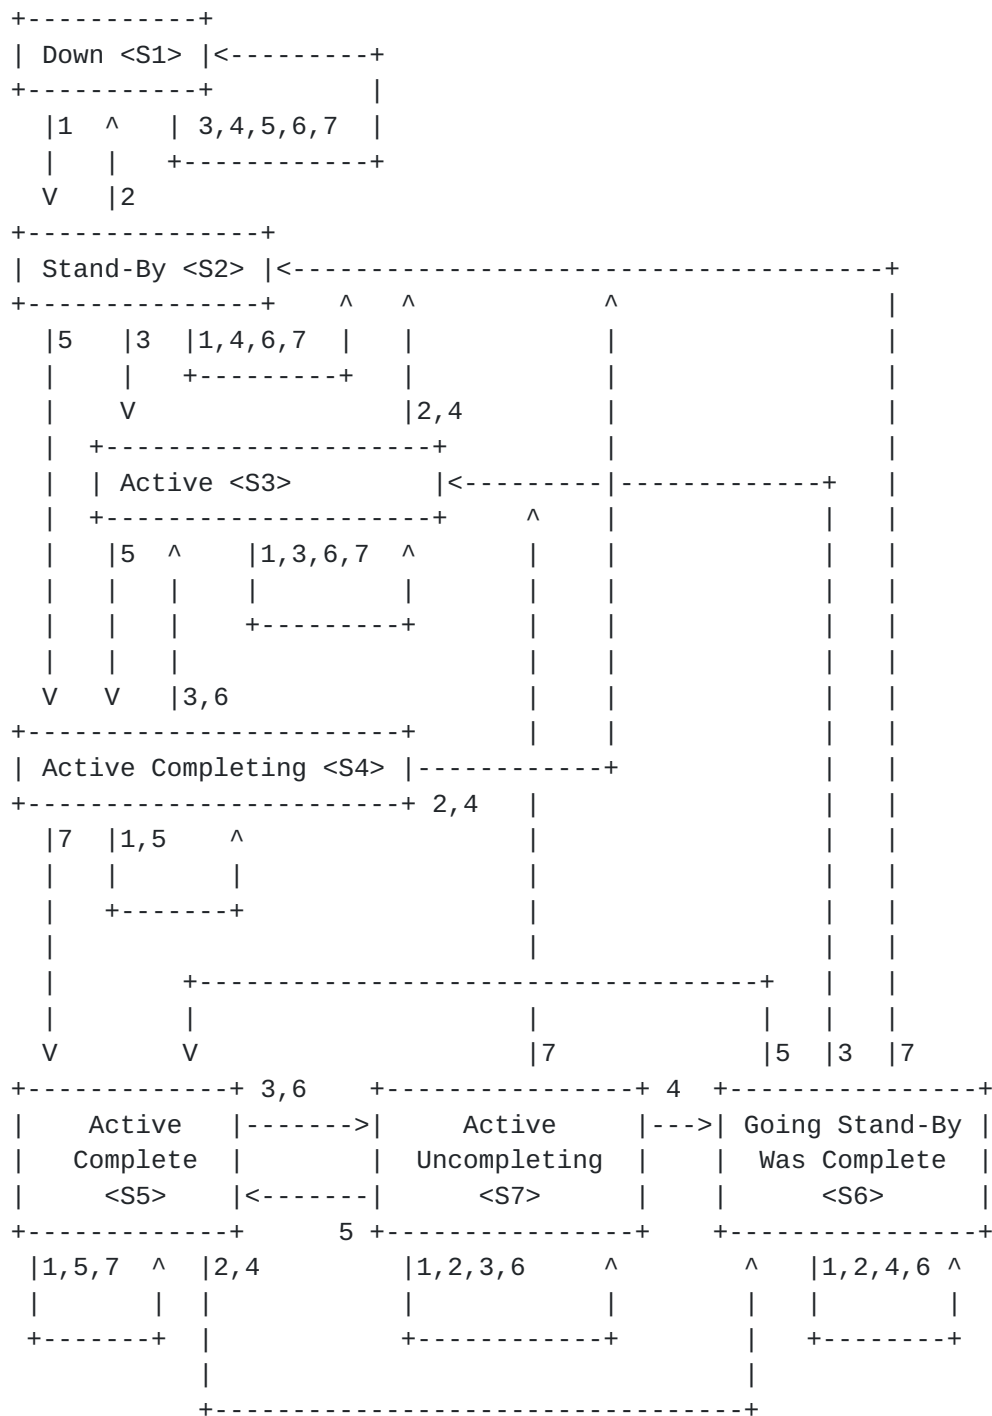 +-----------+
| Down <S1> |<---------+
+-----------+          |
  |1  ^   | 3,4,5,6,7  |
  |   |   +------------+
  V   |2
+---------------+
| Stand-By <S2> |<--------------------------------------+
+---------------+    ^   ^            ^                 |
  |5   |3  |1,4,6,7  |   |            |                 |
  |    |   +---------+   |            |                 |
  |    V                 |2,4         |                 |
  |  +---------------------+          |                 |
  |  | Active <S3>         |<---------|-------------+   |
  |  +---------------------+     ^    |             |   |
  |   |5  ^    |1,3,6,7  ^       |    |             |   |
  |   |   |    |         |       |    |             |   |
  |   |   |    +---------+       |    |             |   |
  |   |   |                      |    |             |   |
  V   V   |3,6                   |    |             |   |
+------------------------+       |    |             |   |
| Active Completing <S4> |------------+             |   |
+------------------------+ 2,4   |                  |   |
  |7  |1,5    ^                  |                  |   |
  |   |       |                  |                  |   |
  |   +-------+                  |                  |   |
  |                              |                  |   |
  |        +------------------------------------+   |   |
  |        |                     |              |   |   |
  V        V                     |7             |5  |3  |7
+-------------+ 3,6    +----------------+ 4  +----------------+
|    Active   |------->|     Active     |--->| Going Stand-By |
|   Complete  |        |  Uncompleting  |    |  Was Complete  |
|     <S5>    |<-------|      <S7>      |    |      <S6>      |
+-------------+      5 +----------------+    +----------------+
 |1,5,7  ^  |2,4         |1,2,3,6     ^        ^   |1,2,4,6 ^
 |       |  |            |            |        |   |        |
 +-------+  |            +------------+        |   +--------+
            |                                  |
            +----------------------------------+